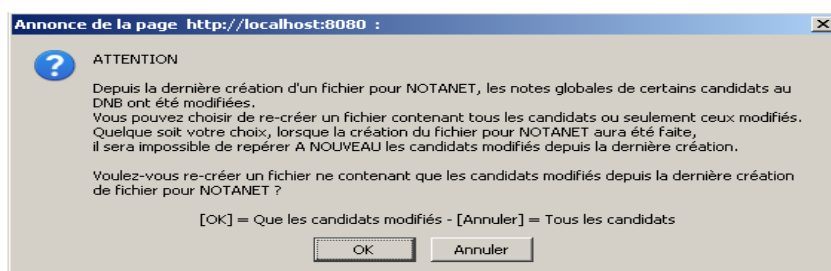 Annonce de la page http://localhost:8080 :
ATTENTION
Depuis la dernière création d'un fichier pour NOTANET, les notes globales de certains candidats au
DNB ont été modifiées.
Vous pouvez choisir de re-créer un fichier contenant tous les candidats ou seulement ceux modifiés.
Quelque soit votre choix, lorsque la création du fichier pour NOTANET aura été faite,
il sera impossible de repérer A NOUVEAU les candidats modifiés depuis la dernière création.
Voulez-vous re-créer un fichier ne contenant que les candidats modifiés depuis la dernière création
de fichier pour NOTANET ?
[OK] = Que les candidats modifiés - [Annuler] = Tous les candidats
OK Annuler